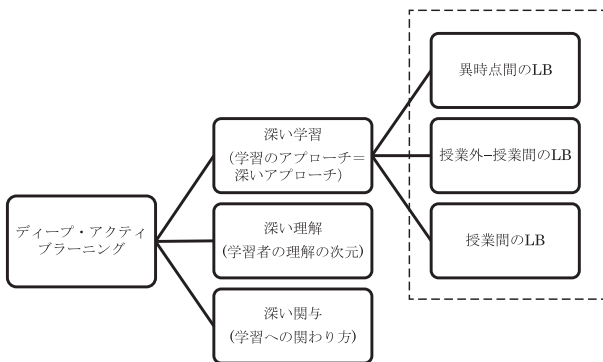 ディープ・アクティ
ブラーニング
深い学習
(学習のアプローチ＝
深いアプローチ)
深い理解
(学習者の理解の次元)
深い関与
(学習への関わり方)
異時点間のLB
授業外–授業間のLB
授業間のLB